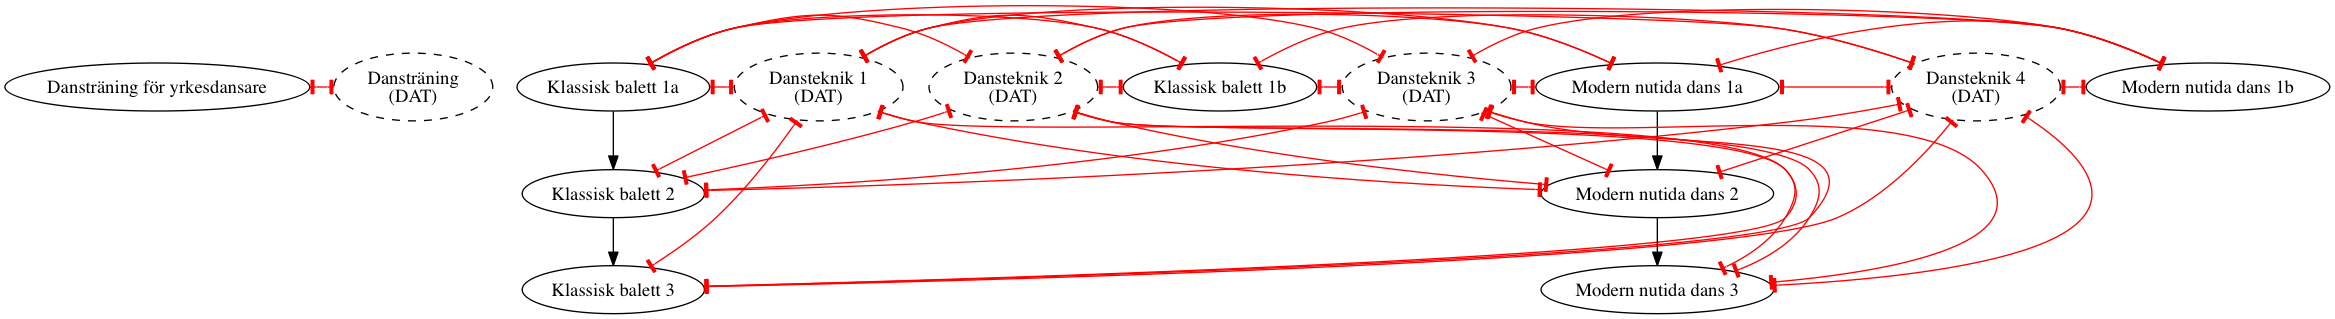 Dansträning för yrkesdansare
Dansträning
(DAT)
Klassisk balett 1a
Dansteknik 1
(DAT)
Dansteknik 2
(DAT)
Klassisk balett 1b
Dansteknik 3
(DAT)
Modern nutida dans 1a
Dansteknik 4
(DAT)
Modern nutida dans 1b
Klassisk balett 2
Modern nutida dans 2
Klassisk balett 3
Modern nutida dans 3